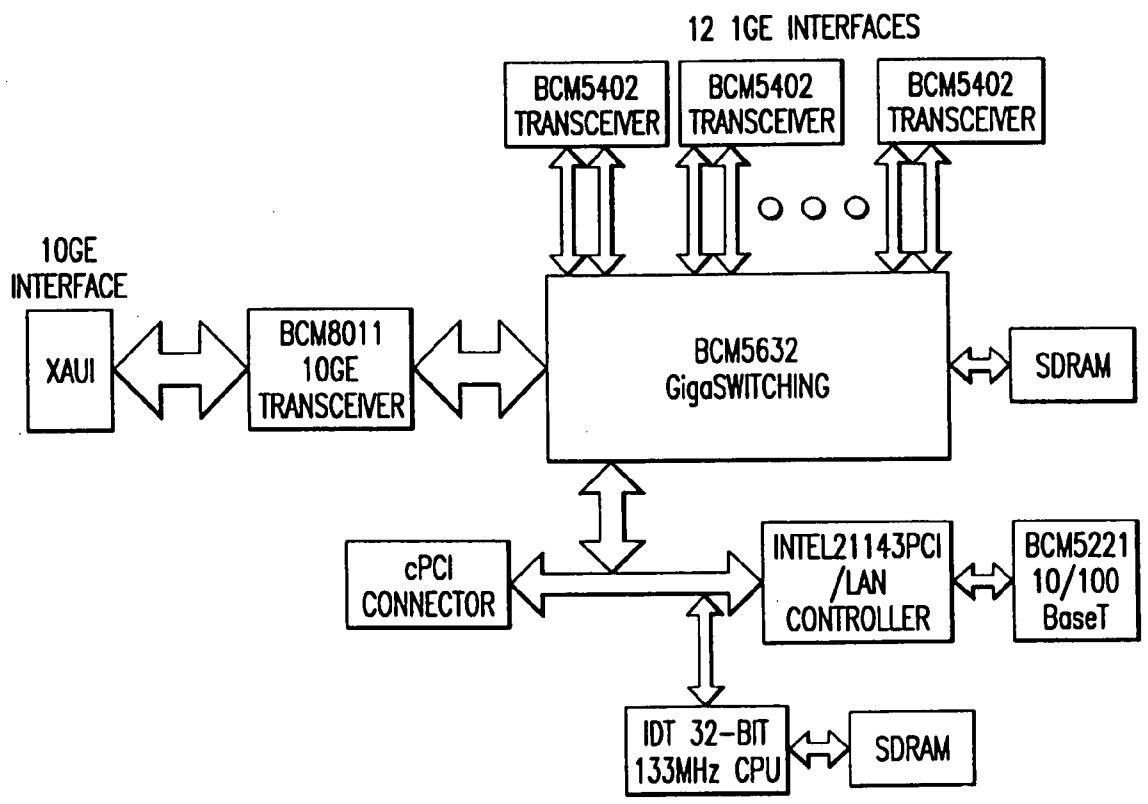 12 1GE INTERFACES
BCM5402
TRANSCEIVER
BCM5402
TRANSCEIVER
BCM5402
TRANSCEIVER
10GE
INTERFACE
XAUI
BCM8011
10GE
TRANSCEIVER
BCM5632
GigaSWITCHING
SDRAM
cPCI
CONNECTOR
INTEL21143PCI
/LAN
CONTROLLER
BCM5221
10/100
BaseT
IDT 32-BIT
133MHz CPU
SDRAM